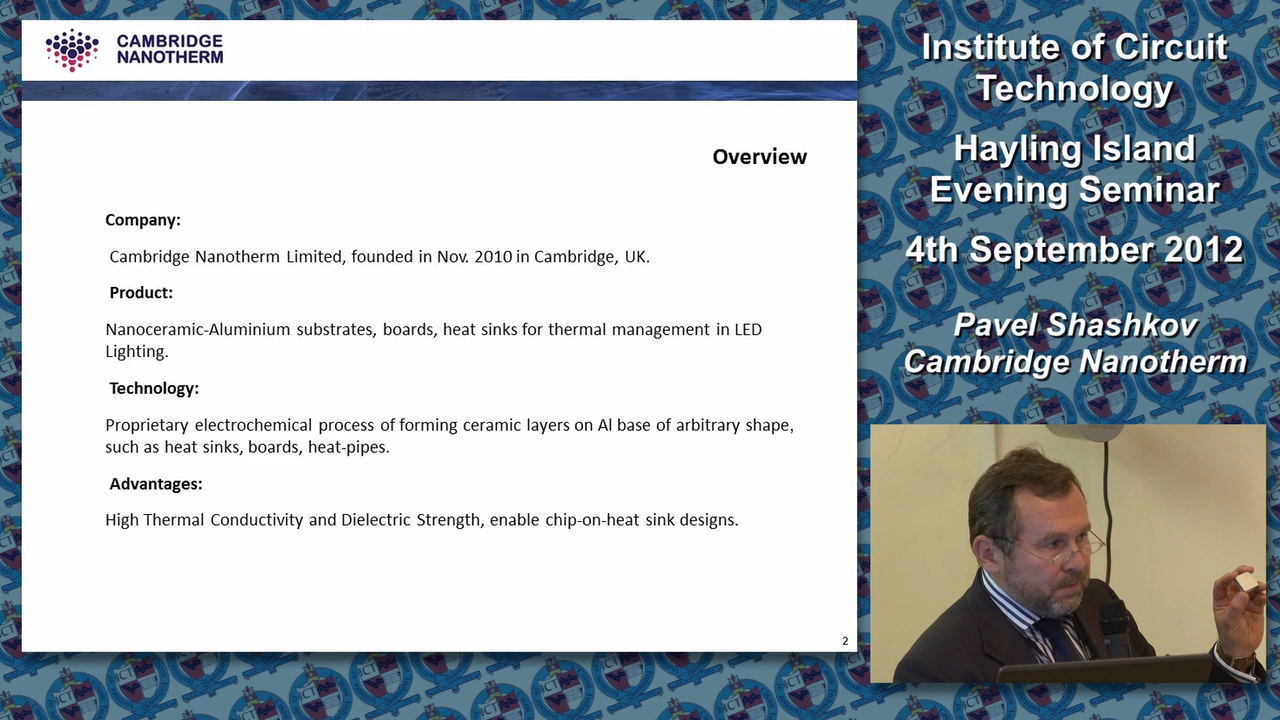 CAMBRIDGE
NANOTHERM
Overview
Company:
Cambridge Nanotherm Limited, founded in Nov. 2010 in Cambridge, UK.
Product:
Nanoceramic-Aluminium substrates, boards, heat sinks for thermal management in LED
Lighting.
Technology:
Proprietary electrochemical process of forming ceramic layers on Al base of arbitrary shape,
such as heat sinks, boards, heat-pipes.
Advantages:
High Thermal Conductivity and Dielectric Strength, enable chip-on-heat sink designs.
2
Institute of Circuit
Technology
Hayling Island
Evening Seminar
4th September 2012
Pavel Shashkov
Cambridge Nanotherm